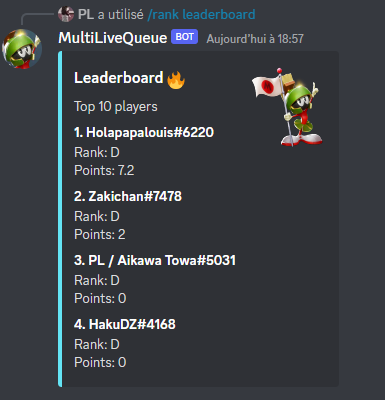 PL a utilisé /rank leaderboard
MultiLiveQueue BOT Aujourd'hui à 18:57
Leaderboard 🔥
Top 10 players
1. Holapapalouis#6220
Rank: D
Points: 7.2
2. Zakichan#7478
Rank: D
Points: 2
3. PL / Aikawa Towa#5031
Rank: D
Points: 0
4. HakuDZ#4168
Rank: D
Points: 0